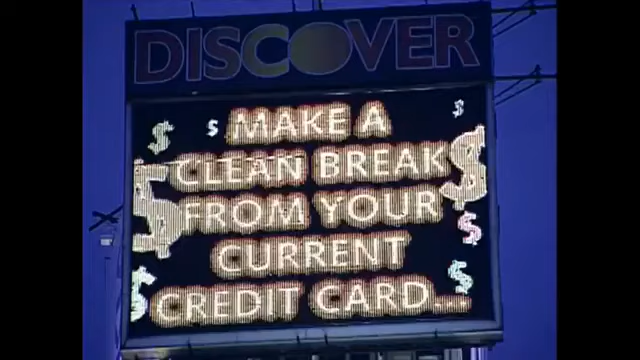 DISCOVER
MAKE A
CLEAN BREAK
FROM YOUR
CURRENT
CREDIT CARD...